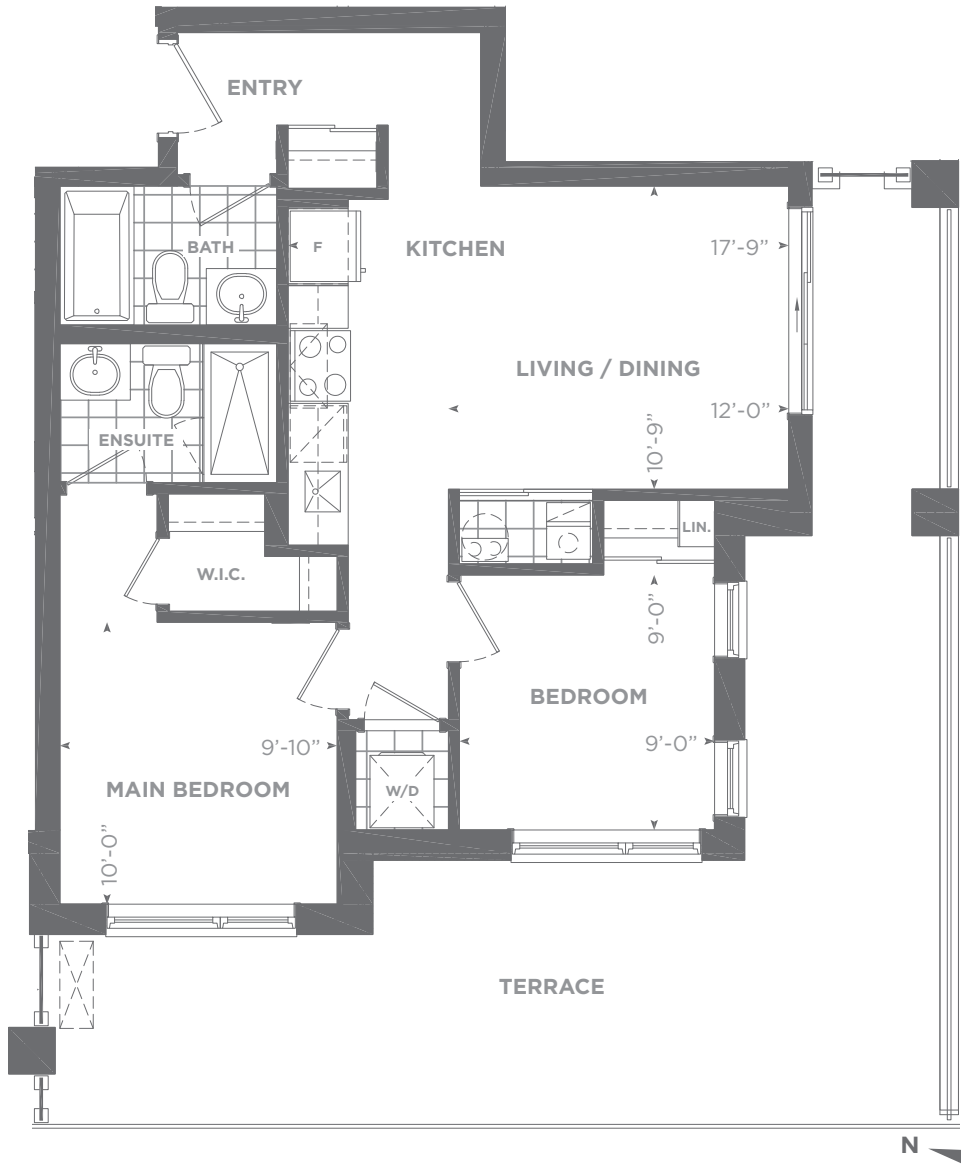 ENTRY
BATH
F
KITCHEN
17'-9”
LIVING / DINING
12'-0”
ENSUITE
10'-9”
LIN.
W.I.C.
9'-0”
BEDROOM
9'-10”
9'-0”
MAIN BEDROOM
W/D
10'-0”
TERRACE
N